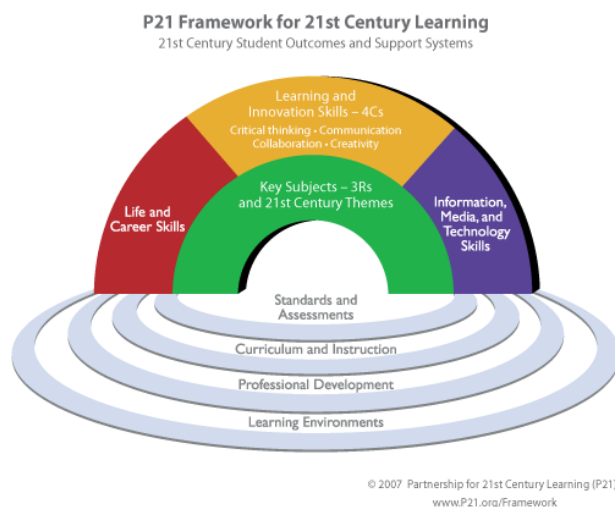 P21 Framework for 21st Century Learning
21st Century Student Outcomes and Support Systems
Learning and
Innovation Skills – 4Cs
Critical thinking • Communication
Collaboration • Creativity
Key Subjects – 3Rs
and 21st Century Themes
Life and
Career Skills
Information,
Media, and
Technology
Skills
Standards and
Assessments
Curriculum and Instruction
Professional Development
Learning Environments
© 2007 Partnership for 21st Century Learning (P21)
www.P21.org/Framework